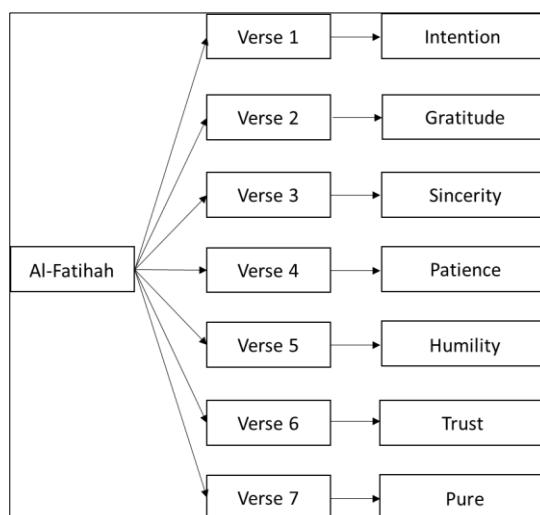 Verse 1
Intention
Verse 2
Gratitude
Verse 3
Sincerity
Al-Fatihah
Verse 4
Patience
Verse 5
Humility
Verse 6
Trust
Verse 7
Pure